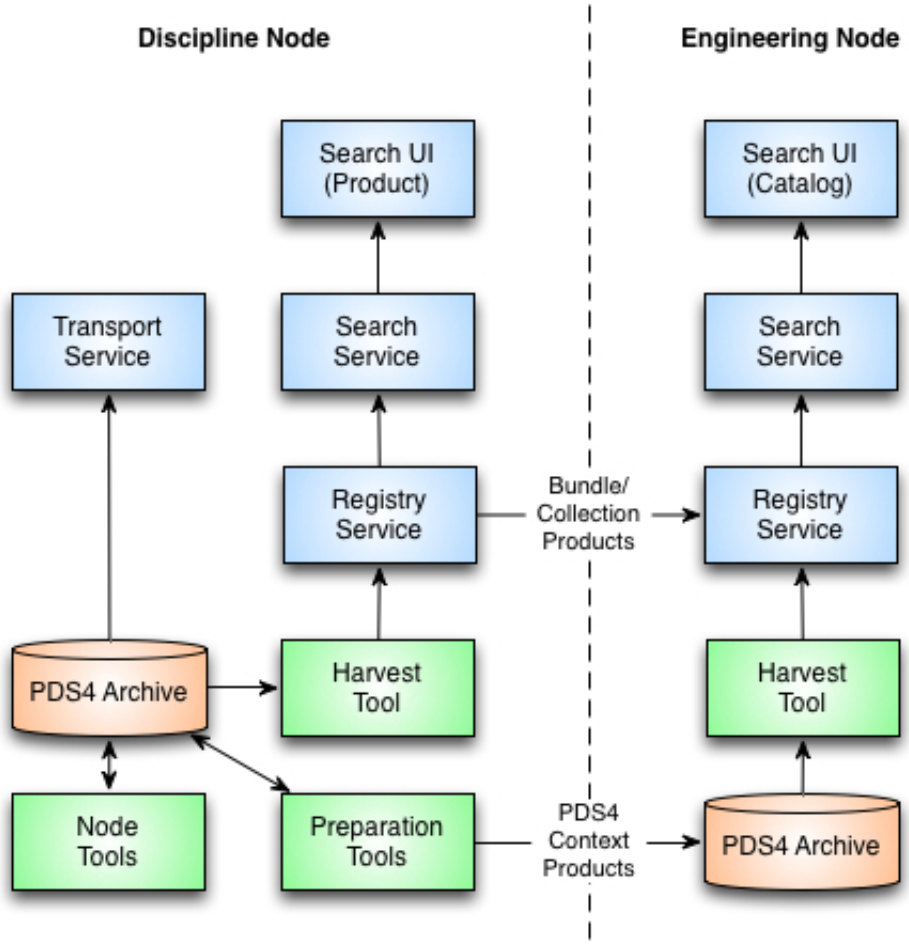 Discipline Node
Engineering Node
Search UI
(Product)
Search UI
(Catalog)
Transport
Service
Search
Service
Search
Service
Registry
Service
Bundle/
Collection
Products
Registry
Service
PDS4 Archive
Harvest
Tool
Harvest
Tool
Node
Tools
Preparation
Tools
PDS4
Context
Products
PDS4 Archive